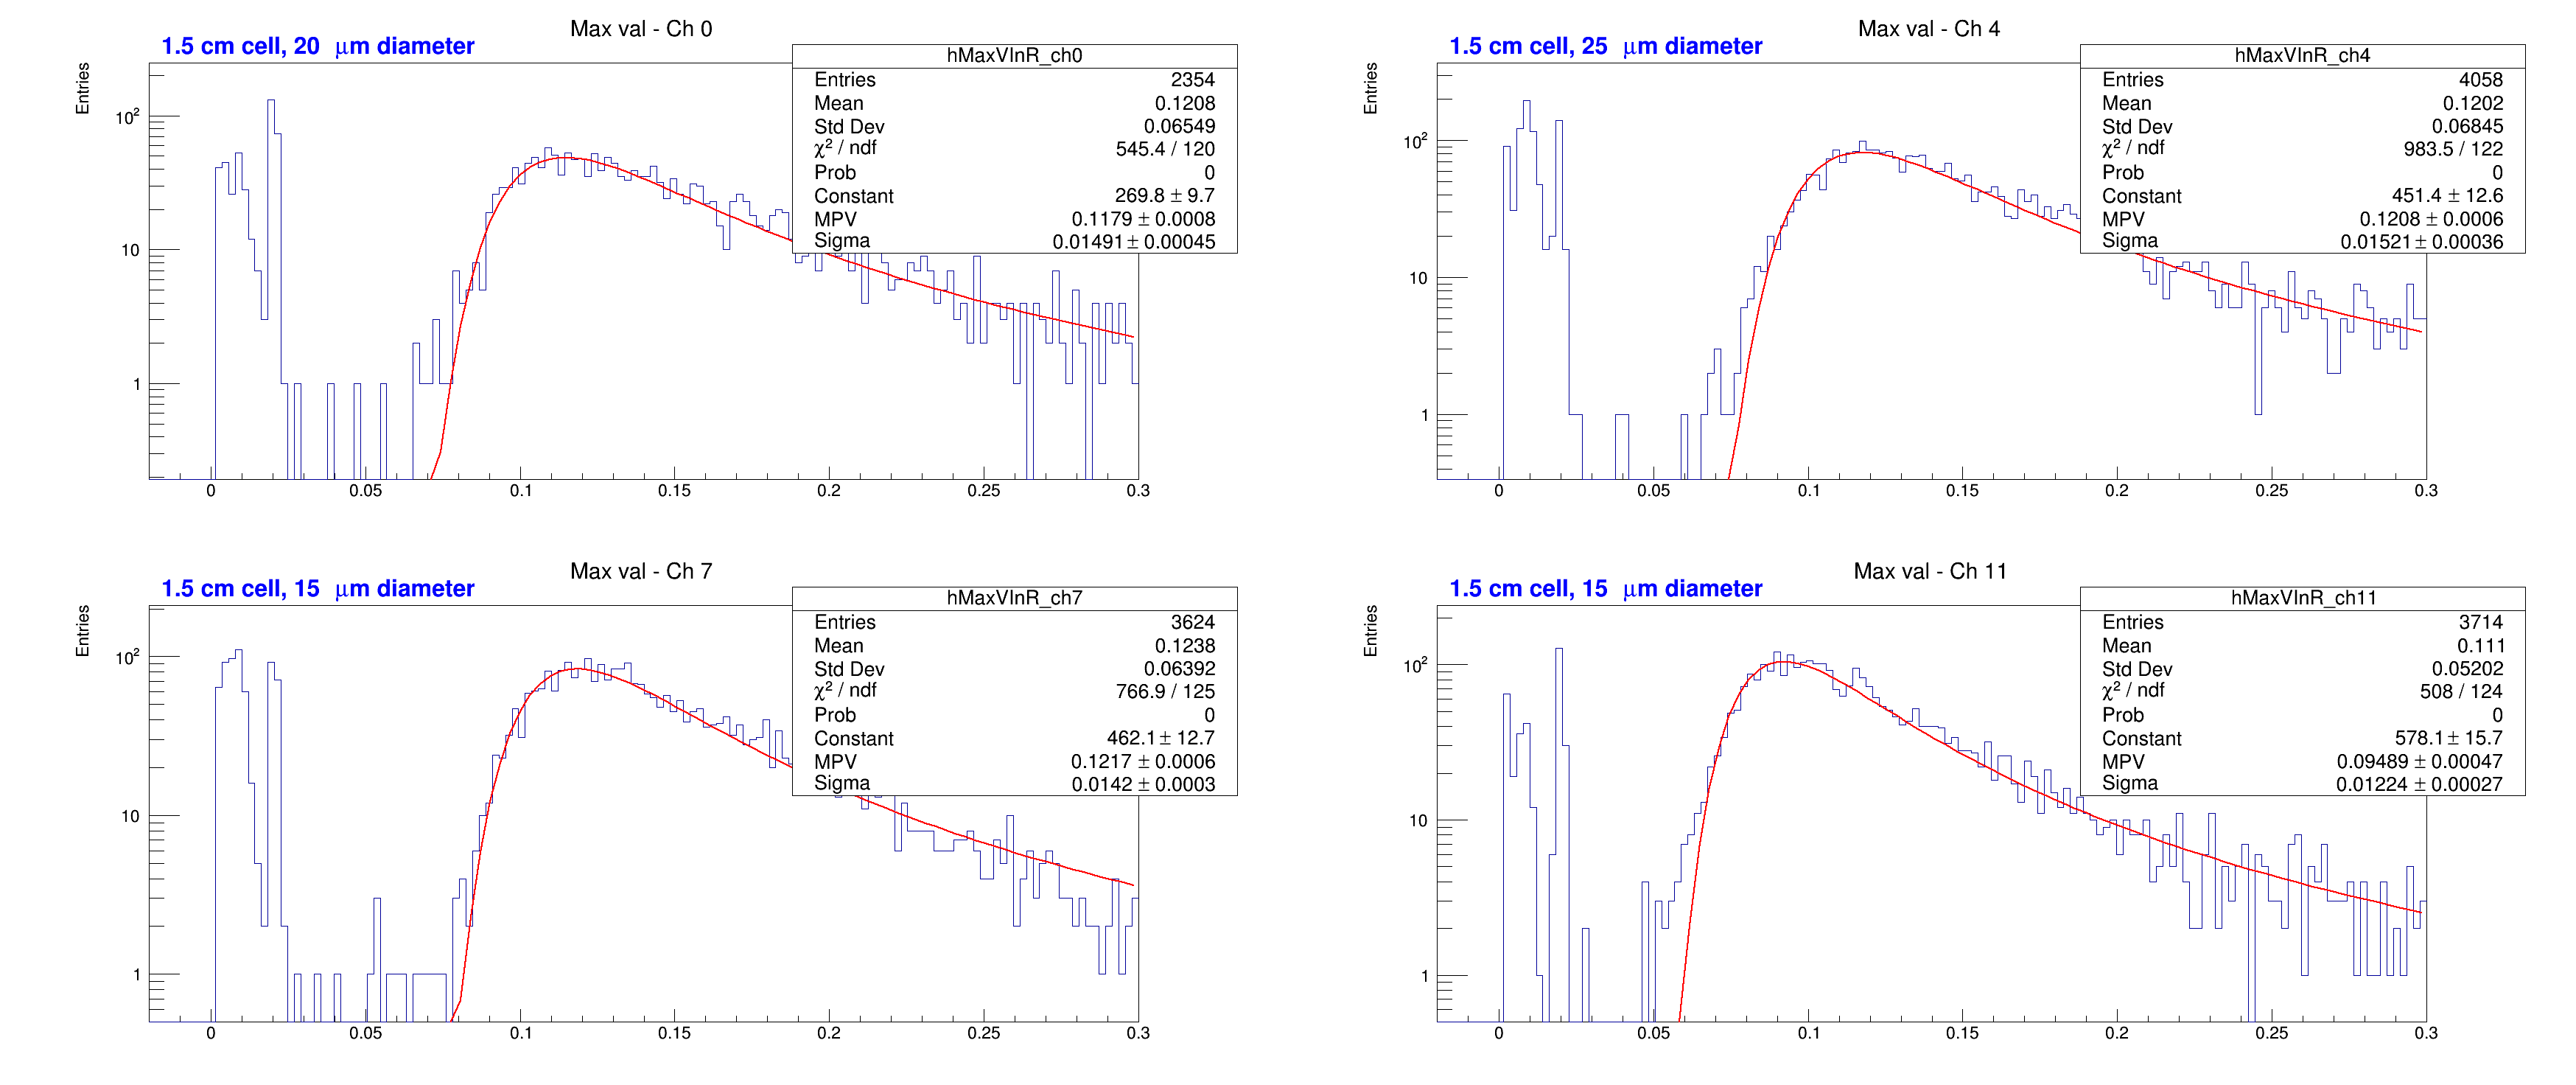 Max val - Ch 0
1.5 cm cell, 20 μm diameter
Entries
hMaxVInR_ch0
Entries 2354
Mean 0.1208
Std Dev 0.06549
χ² / ndf 545.4 / 120
Prob 0
Constant 269.8 ± 9.7
MPV 0.1179 ± 0.0008
Sigma 0.01491 ± 0.00045
10²
10
1
0 0.05 0.1 0.15 0.2 0.25 0.3
Max val - Ch 4
1.5 cm cell, 25 μm diameter
Entries
hMaxVInR_ch4
Entries 4058
Mean 0.1202
Std Dev 0.06845
χ² / ndf 983.5 / 122
Prob 0
Constant 451.4 ± 12.6
MPV 0.1208 ± 0.0006
Sigma 0.01521 ± 0.00036
10²
10
1
0 0.05 0.1 0.15 0.2 0.25 0.3
Max val - Ch 7
1.5 cm cell, 15 μm diameter
Entries
hMaxVInR_ch7
Entries 3624
Mean 0.1238
Std Dev 0.06392
χ² / ndf 766.9 / 125
Prob 0
Constant 462.1 ± 12.7
MPV 0.1217 ± 0.0006
Sigma 0.0142 ± 0.0003
10²
10
1
0 0.05 0.1 0.15 0.2 0.25 0.3
Max val - Ch 11
1.5 cm cell, 15 μm diameter
Entries
hMaxVInR_ch11
Entries 3714
Mean 0.111
Std Dev 0.05202
χ² / ndf 508 / 124
Prob 0
Constant 578.1 ± 15.7
MPV 0.09489 ± 0.00047
Sigma 0.01224 ± 0.00027
10²
10
1
0 0.05 0.1 0.15 0.2 0.25 0.3